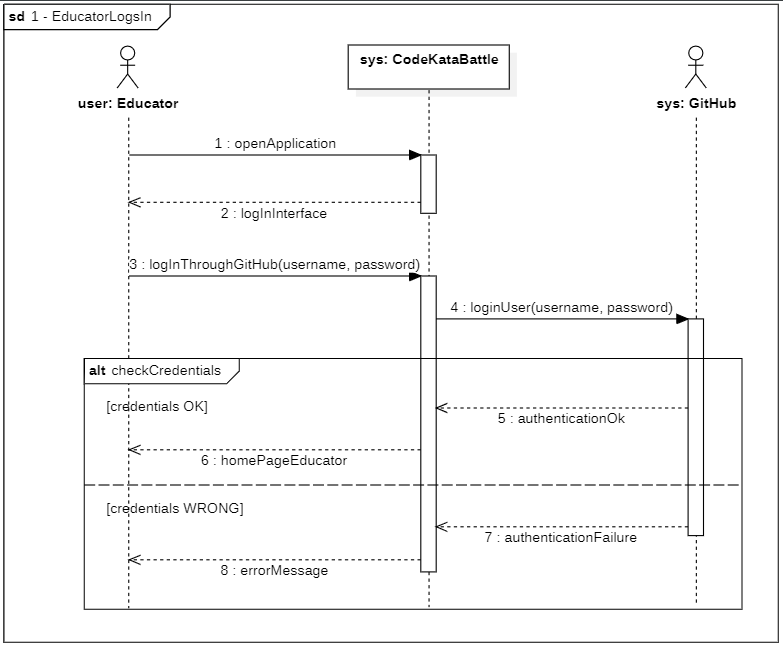 sd 1 - EducatorLogsIn
sys: CodeKataBattle
user: Educator
sys: GitHub
1 : openApplication
2 : logInInterface
3 : logInThroughGitHub(username, password)
4 : loginUser(username, password)
alt checkCredentials
[credentials OK]
5 : authenticationOk
6 : homePageEducator
[credentials WRONG]
7 : authenticationFailure
8 : errorMessage